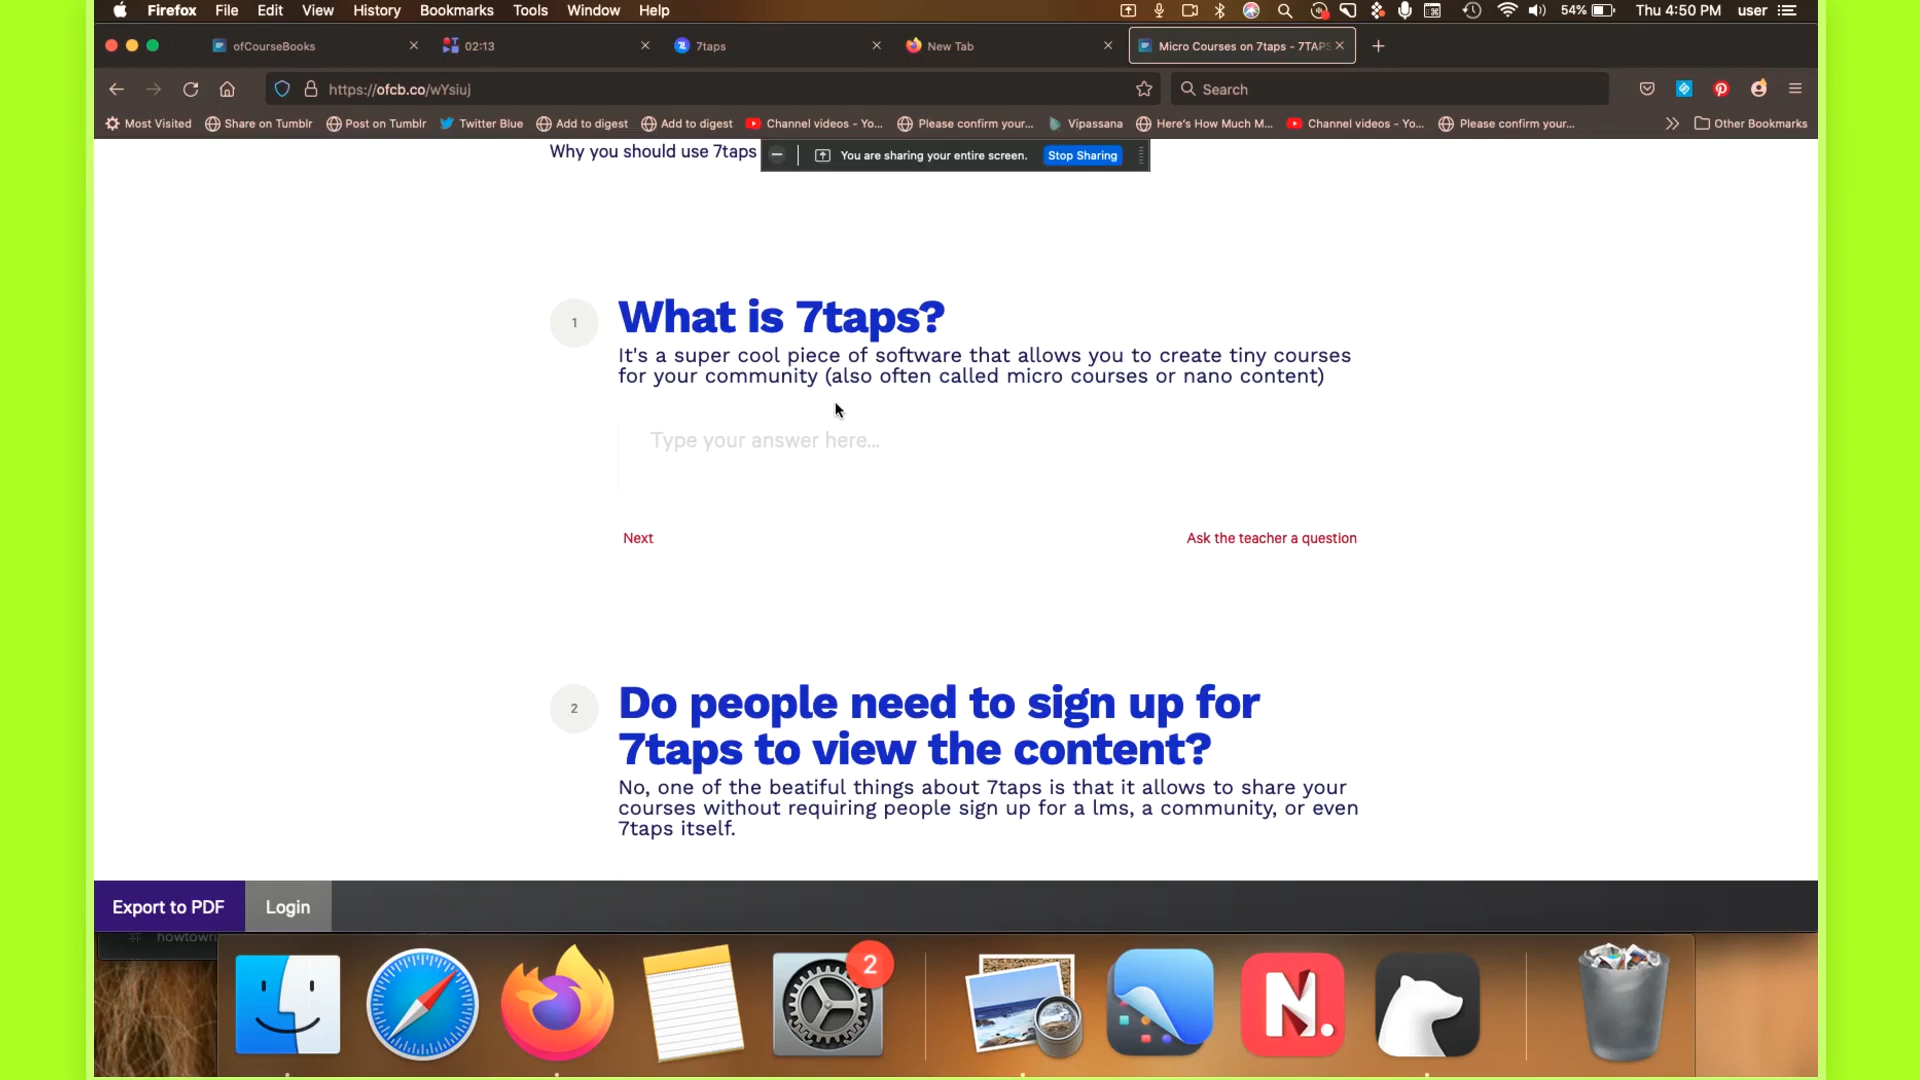 Firefox File Edit View History Bookmarks Tools Window Help 54% Thu 4:50 PM user
ofCourseBooks 02:13 7taps New Tab Micro Courses on 7taps - 7TAPS
https://ofcb.co/wYsiuj Search
Most Visited Share on Tumblr Post on Tumblr Twitter Blue Add to digest Add to digest Channel videos - Yo... Please confirm your... Vipassana Here's How Much M... Channel videos - Yo... Please confirm your... Other Bookmarks
Why you should use 7taps
You are sharing your entire screen. Stop Sharing
1
What is 7taps?
It's a super cool piece of software that allows you to create tiny courses
for your community (also often called micro courses or nano content)
Type your answer here...
Next Ask the teacher a question
2
Do people need to sign up for
7taps to view the content?
No, one of the beatiful things about 7taps is that it allows to share your
courses without requiring people sign up for a lms, a community, or even
7taps itself.
Export to PDF Login
2
N.